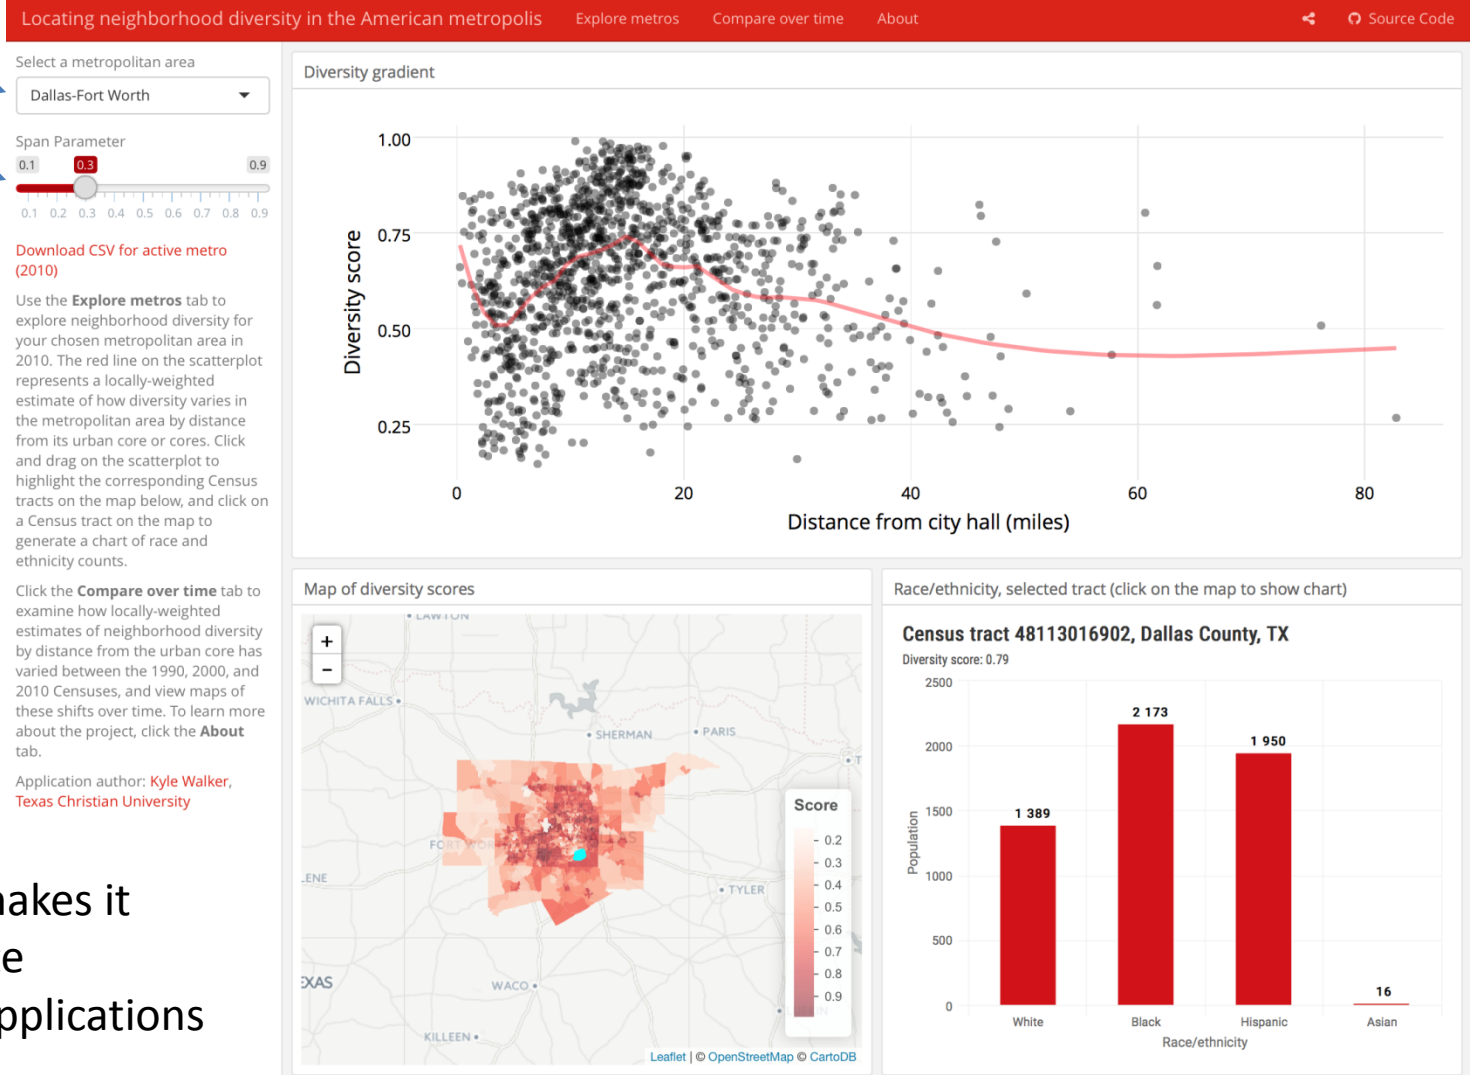 Locating neighborhood diversity in the American metropolis
Explore metros
Compare over time
About
Source Code
Select a metropolitan area
Dallas-Fort Worth
Span Parameter
0.1
0.3
0.9
0.1 0.2 0.3 0.4 0.5 0.6 0.7 0.8 0.9
Download CSV for active metro
(2010)
Use the Explore metros tab to
explore neighborhood diversity for
your chosen metropolitan area in
2010. The red line on the scatterplot
represents a locally-weighted
estimate of how diversity varies in
the metropolitan area by distance
from its urban core or cores. Click
and drag on the scatterplot to
highlight the corresponding Census
tracts on the map below, and click on
a Census tract on the map to
generate a chart of race and
ethnicity counts.
Click the Compare over time tab to
examine how locally-weighted
estimates of neighborhood diversity
by distance from the urban core has
varied between the 1990, 2000, and
2010 Censuses, and view maps of
these shifts over time. To learn more
about the project, click the About
tab.
Application author: Kyle Walker,
Texas Christian University
Diversity gradient
1.00
0.75
0.50
0.25
Diversity score
0
20
40
60
80
Distance from city hall (miles)
Map of diversity scores
+
−
LAWTON
WICHITA FALLS
SHERMAN
PARIS
FORT WOR
AS
LENE
TYLER
EXAS
WACO
KILLEEN
Score
0.2
0.3
0.4
0.5
0.6
0.7
0.8
0.9
Leaflet | © OpenStreetMap © CartoDB
Race/ethnicity, selected tract (click on the map to show chart)
Census tract 48113016902, Dallas County, TX
Diversity score: 0.79
2500
2000
1500
1000
500
0
Population
1 389
2 173
1 950
16
White
Black
Hispanic
Asian
Race/ethnicity
akes it
e
pplications